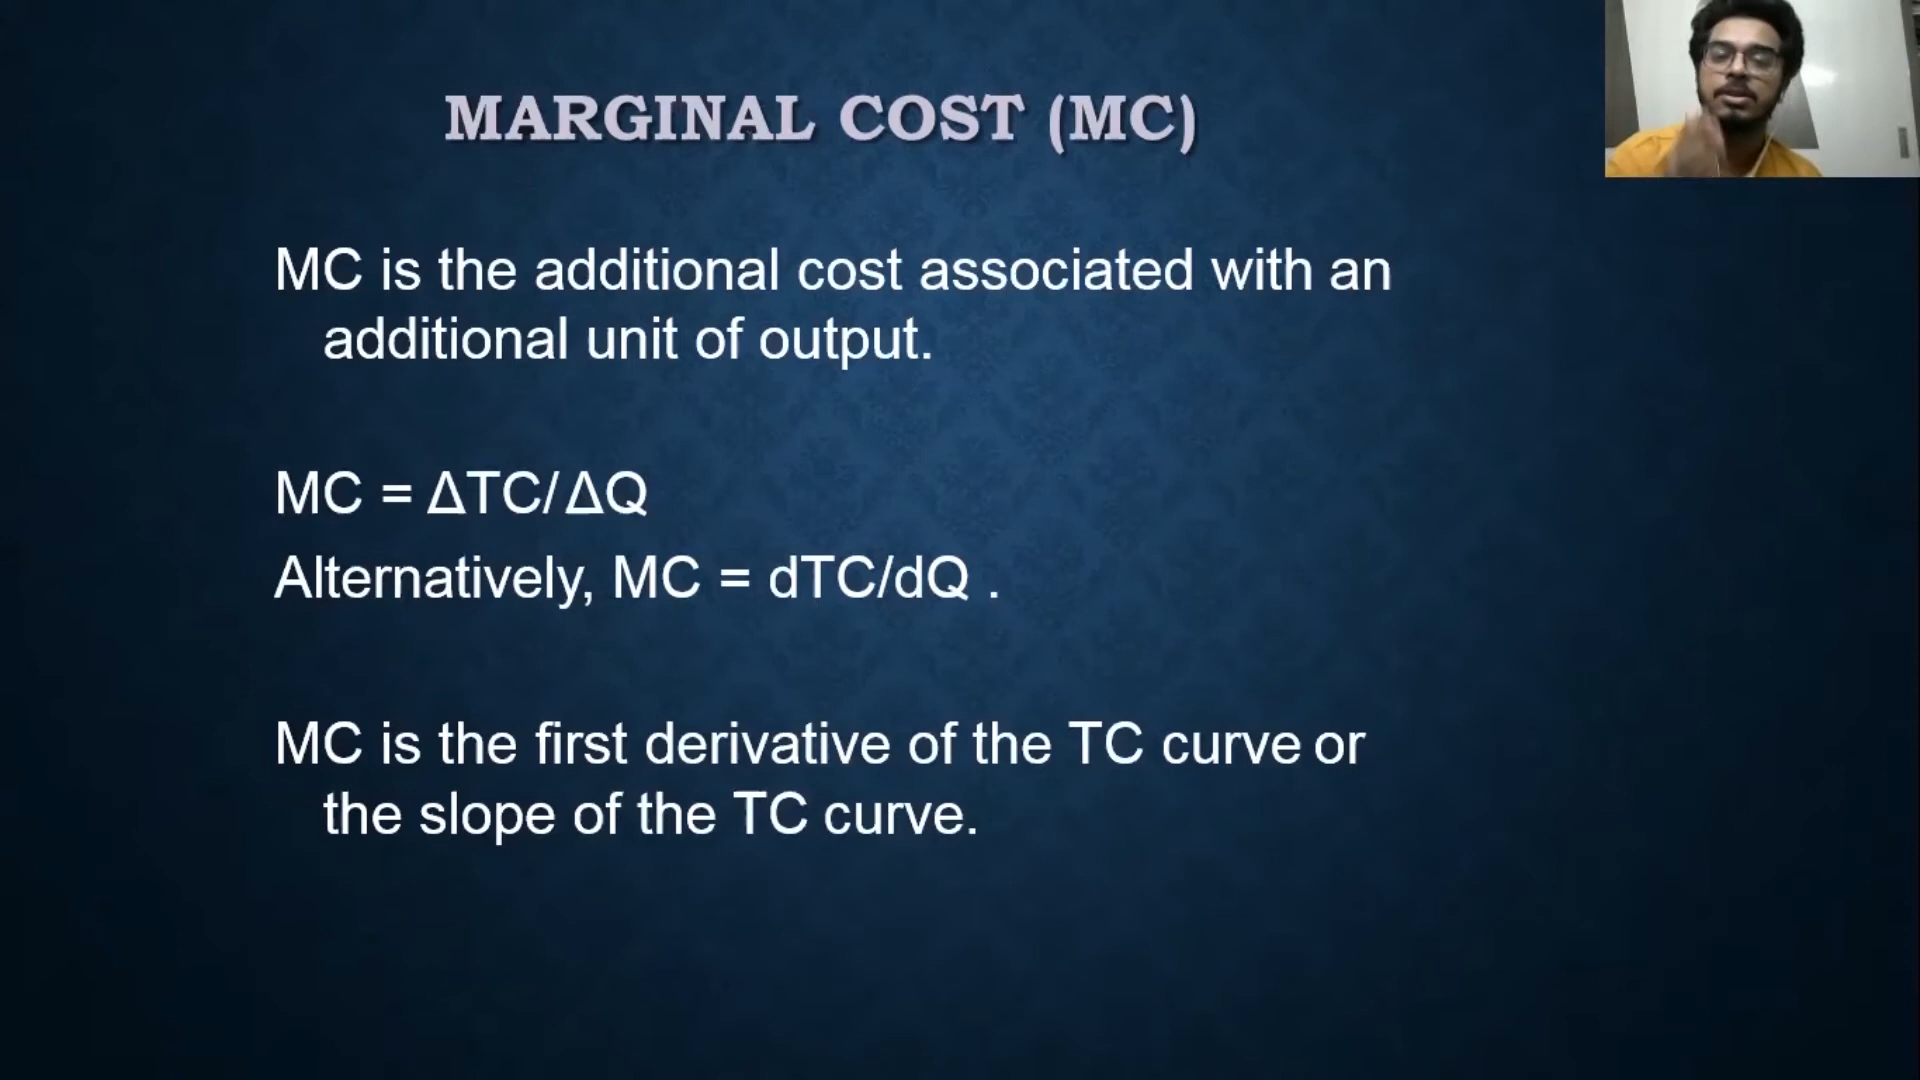 MARGINAL COST (MC)
MC is the additional cost associated with an
additional unit of output.
MC = ΔTC/ΔQ
Alternatively, MC = dTC/dQ .
MC is the first derivative of the TC curve or
the slope of the TC curve.